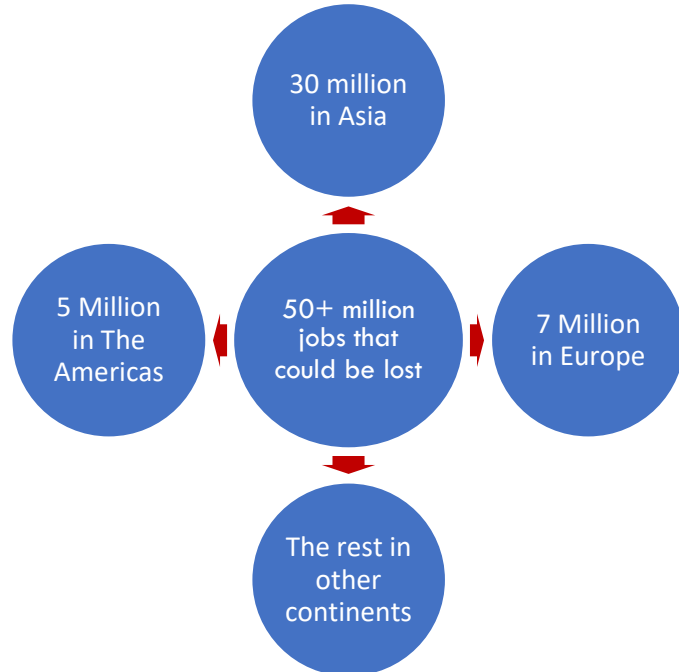 30 million
in Asia
5 Million
in The
Americas
50+ million
jobs that
could be lost
7 Million
in Europe
The rest in
other
continents